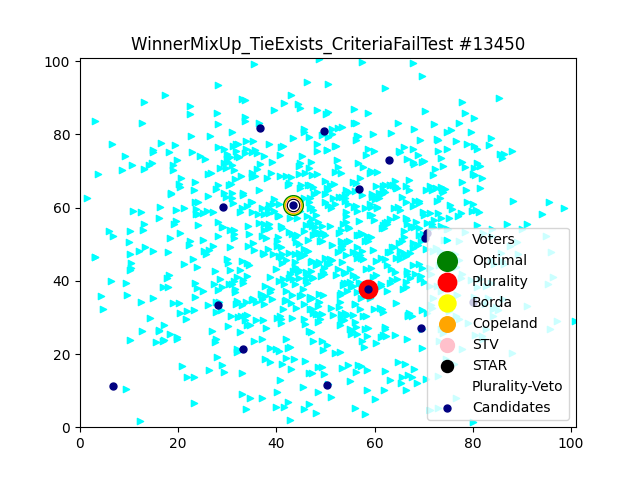 WinnerMixUp_TieExists_CriteriaFailTest #13450
100
80
60
40
20
0
0 20 40 60 80 100
Voters
Optimal
Plurality
Borda
Copeland
STV
STAR
Plurality-Veto
Candidates